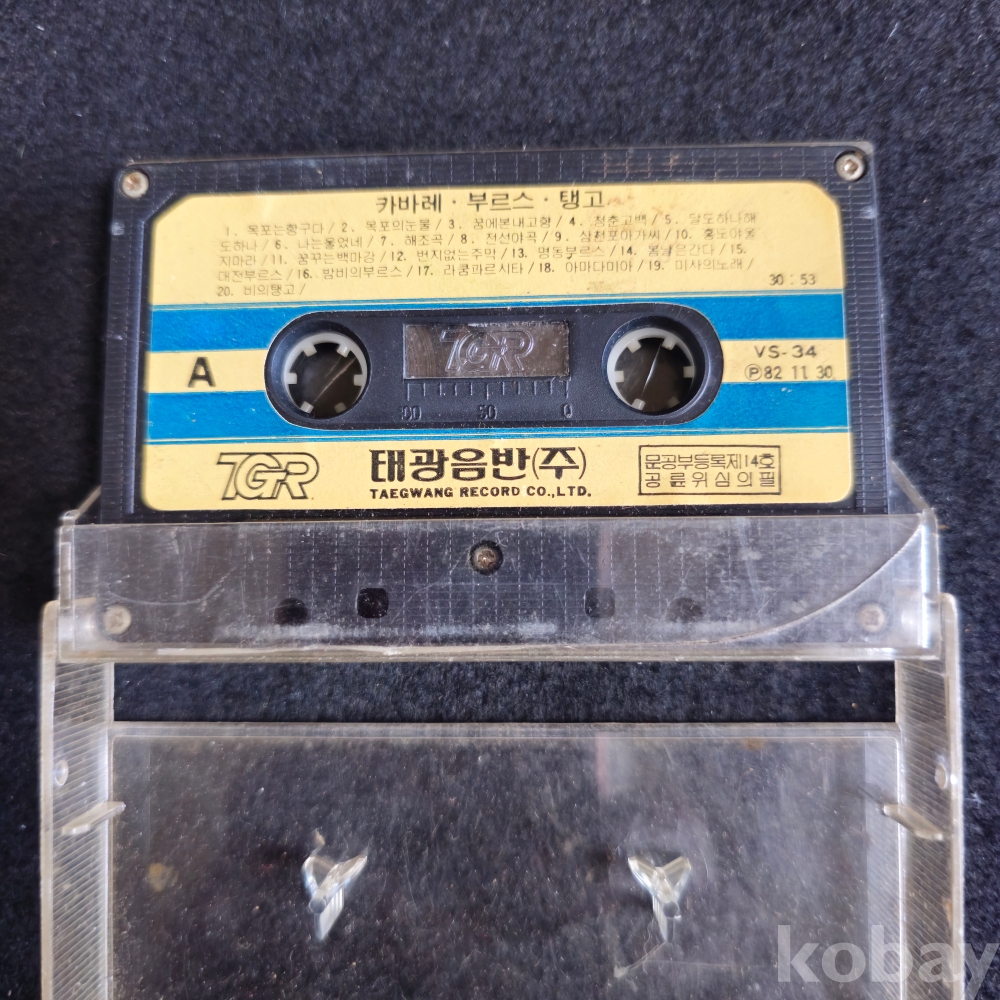 카바레·부르스·탱고
1. 목포는항구다 / 2. 목포의눈물 / 3. 꿈에본내고향 / 4. 청춘고백 / 5. 달도하나해
도하나 / 6. 나는울었네 / 7. 해조곡 / 8. 천선야곡 / 9. 삼천포아가씨 / 10. 홍도야울
지마라 / 11. 꿈꾸는백마강 / 12. 번지없는주막 / 13. 명동부르스 / 14. 봄날은간다 / 15.
대전부르스 / 16. 밤비의부르스 / 17. 라쿰파르시타 / 18. 아마다미아 / 19. 미사의노래 /
20. 비의탱고 /
30:53
TGR
A
VS-34
Ⓟ82 11 30
100 50 0
TGR
태광음반(주)
TAEGWANG RECORD CO.,LTD.
문공부등록제14호
공륜위심의필
kobay